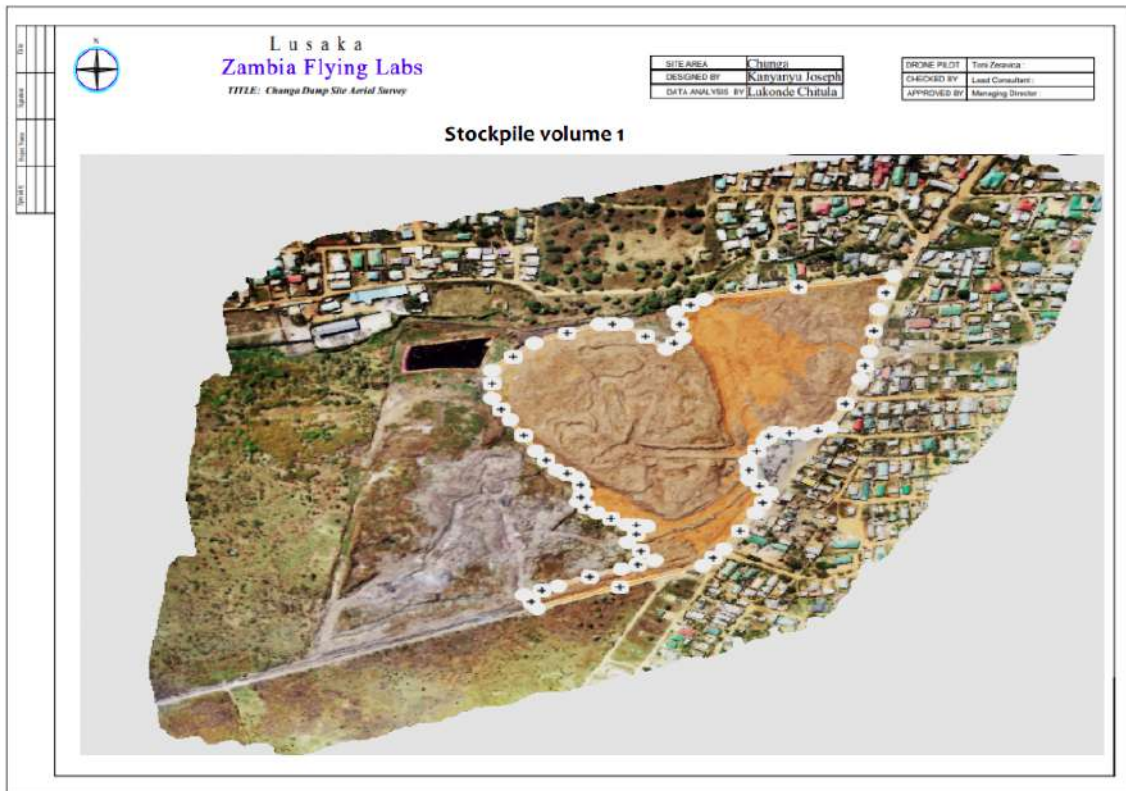 N
Lusaka
Zambia Flying Labs
TITLE: Chunga Dump Site Aerial Survey
SITE AREA Chunga
DESIGNED BY Kanyanyu Joseph
DATA ANALYSIS BY Lukonde Chitula
DRONE PILOT Toni Zeravica :
CHECKED BY Lead Consultant :
APPROVED BY Managing Director :
Date
Stockpile volume 1